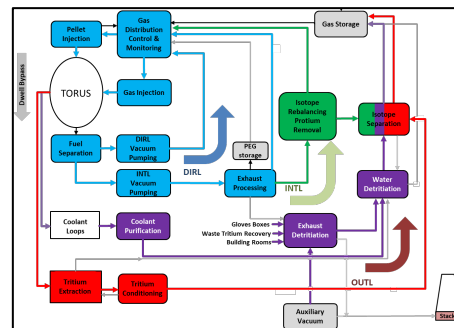 Pellet
Injection
Gas
Distribution
Control &
Monitoring
Gas Storage
Dwell Bypass
TORUS
Gas Injection
Isotope
Rebalancing
Protium
Removal
Isotope
Separation
Fuel
Separation
DIRL
Vacuum
Pumping
PEG
storage
DIRL
INTL
Vacuum
Pumping
Exhaust
Processing
INTL
Water
Detritiation
Coolant
Loops
Coolant
Purification
Gloves Boxes
Waste Tritium Recovery
Building Rooms
Exhaust
Detritiation
OUTL
Tritium
Extraction
Tritium
Conditioning
Auxiliary
Vacuum
Stack